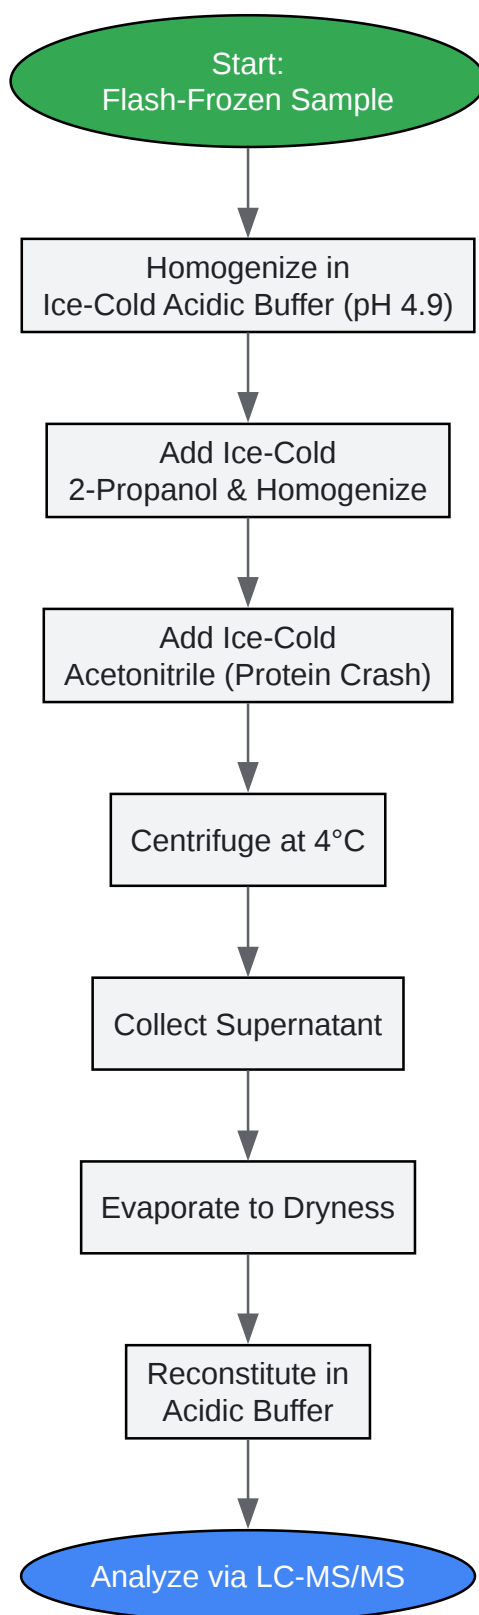 Start:
Flash-Frozen Sample
Homogenize in
Ice-Cold Acidic Buffer (pH 4.9)
Add Ice-Cold
2-Propanol & Homogenize
Add Ice-Cold
Acetonitrile (Protein Crash)
Centrifuge at 4°C
Collect Supernatant
Evaporate to Dryness
Reconstitute in
Acidic Buffer
Analyze via LC-MS/MS